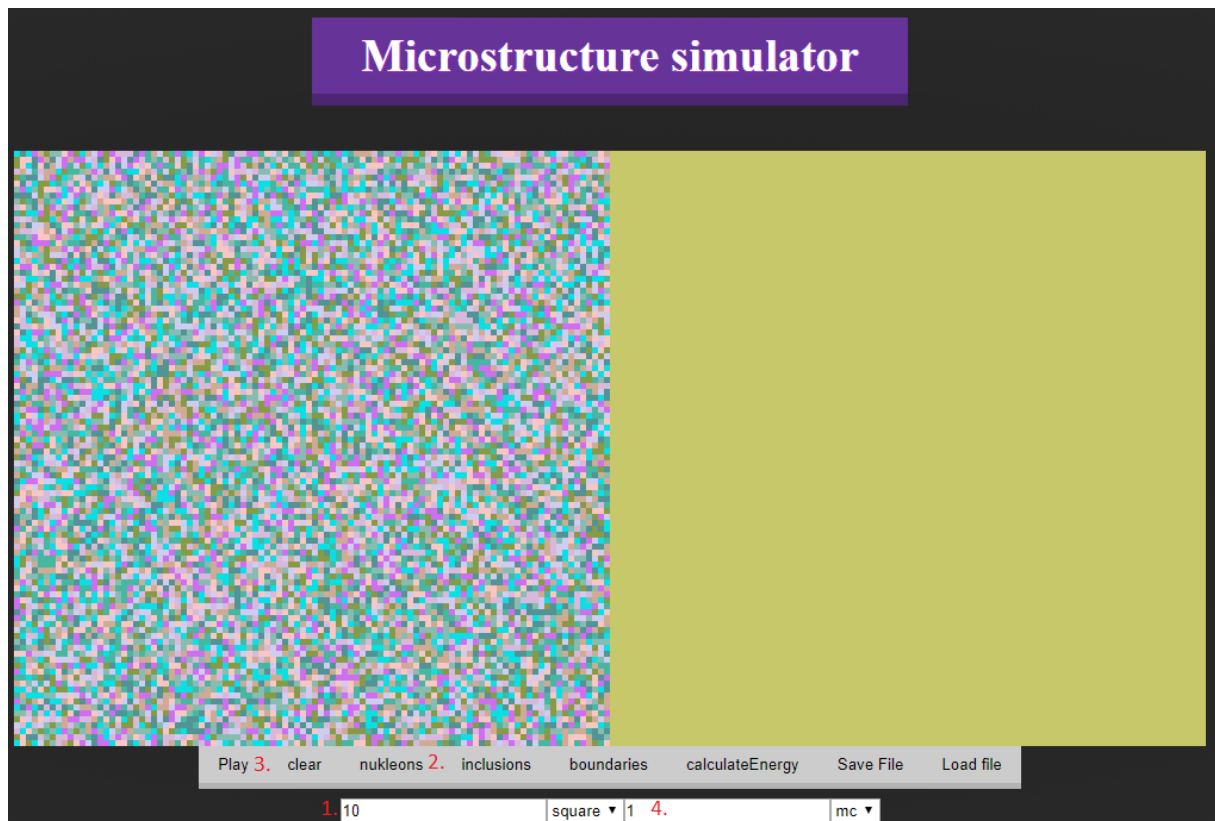 Microstructure simulator
Play 3. clear nukleons 2. inclusions boundaries calculateEnergy Save File Load file
1. 10 square ▼ 1 4. mc ▼